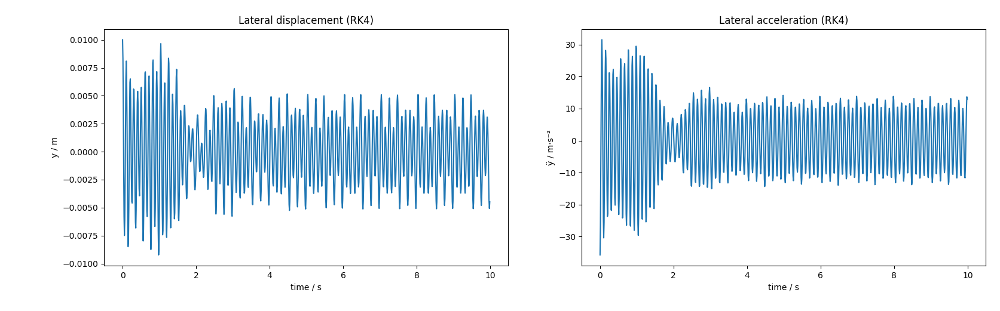 Lateral displacement (RK4)
y / m
0.0100
0.0075
0.0050
0.0025
0.0000
−0.0025
−0.0050
−0.0075
−0.0100
0 2 4 6 8 10
time / s
Lateral acceleration (RK4)
ÿ / m·s⁻²
30
20
10
0
−10
−20
−30
0 2 4 6 8 10
time / s